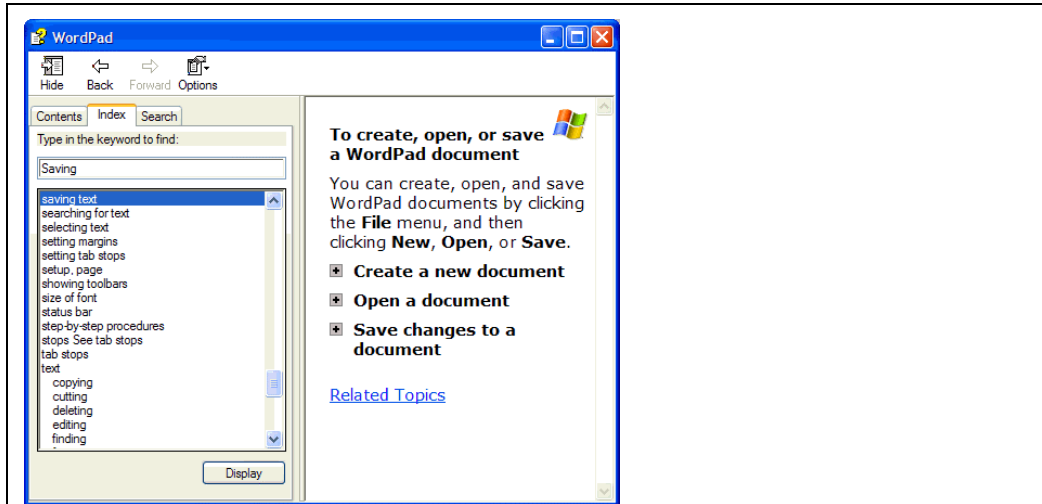 WordPad
Hide Back Forward Options
Contents Index Search
Type in the keyword to find:
Saving
saving text
searching for text
selecting text
setting margins
setting tab stops
setup, page
showing toolbars
size of font
status bar
step-by-step procedures
stops See tab stops
tab stops
text
copying
cutting
deleting
editing
finding
Display
To create, open, or save
a WordPad document
You can create, open, and save
WordPad documents by clicking
the File menu, and then
clicking New, Open, or Save.
Create a new document
Open a document
Save changes to a
document
Related Topics